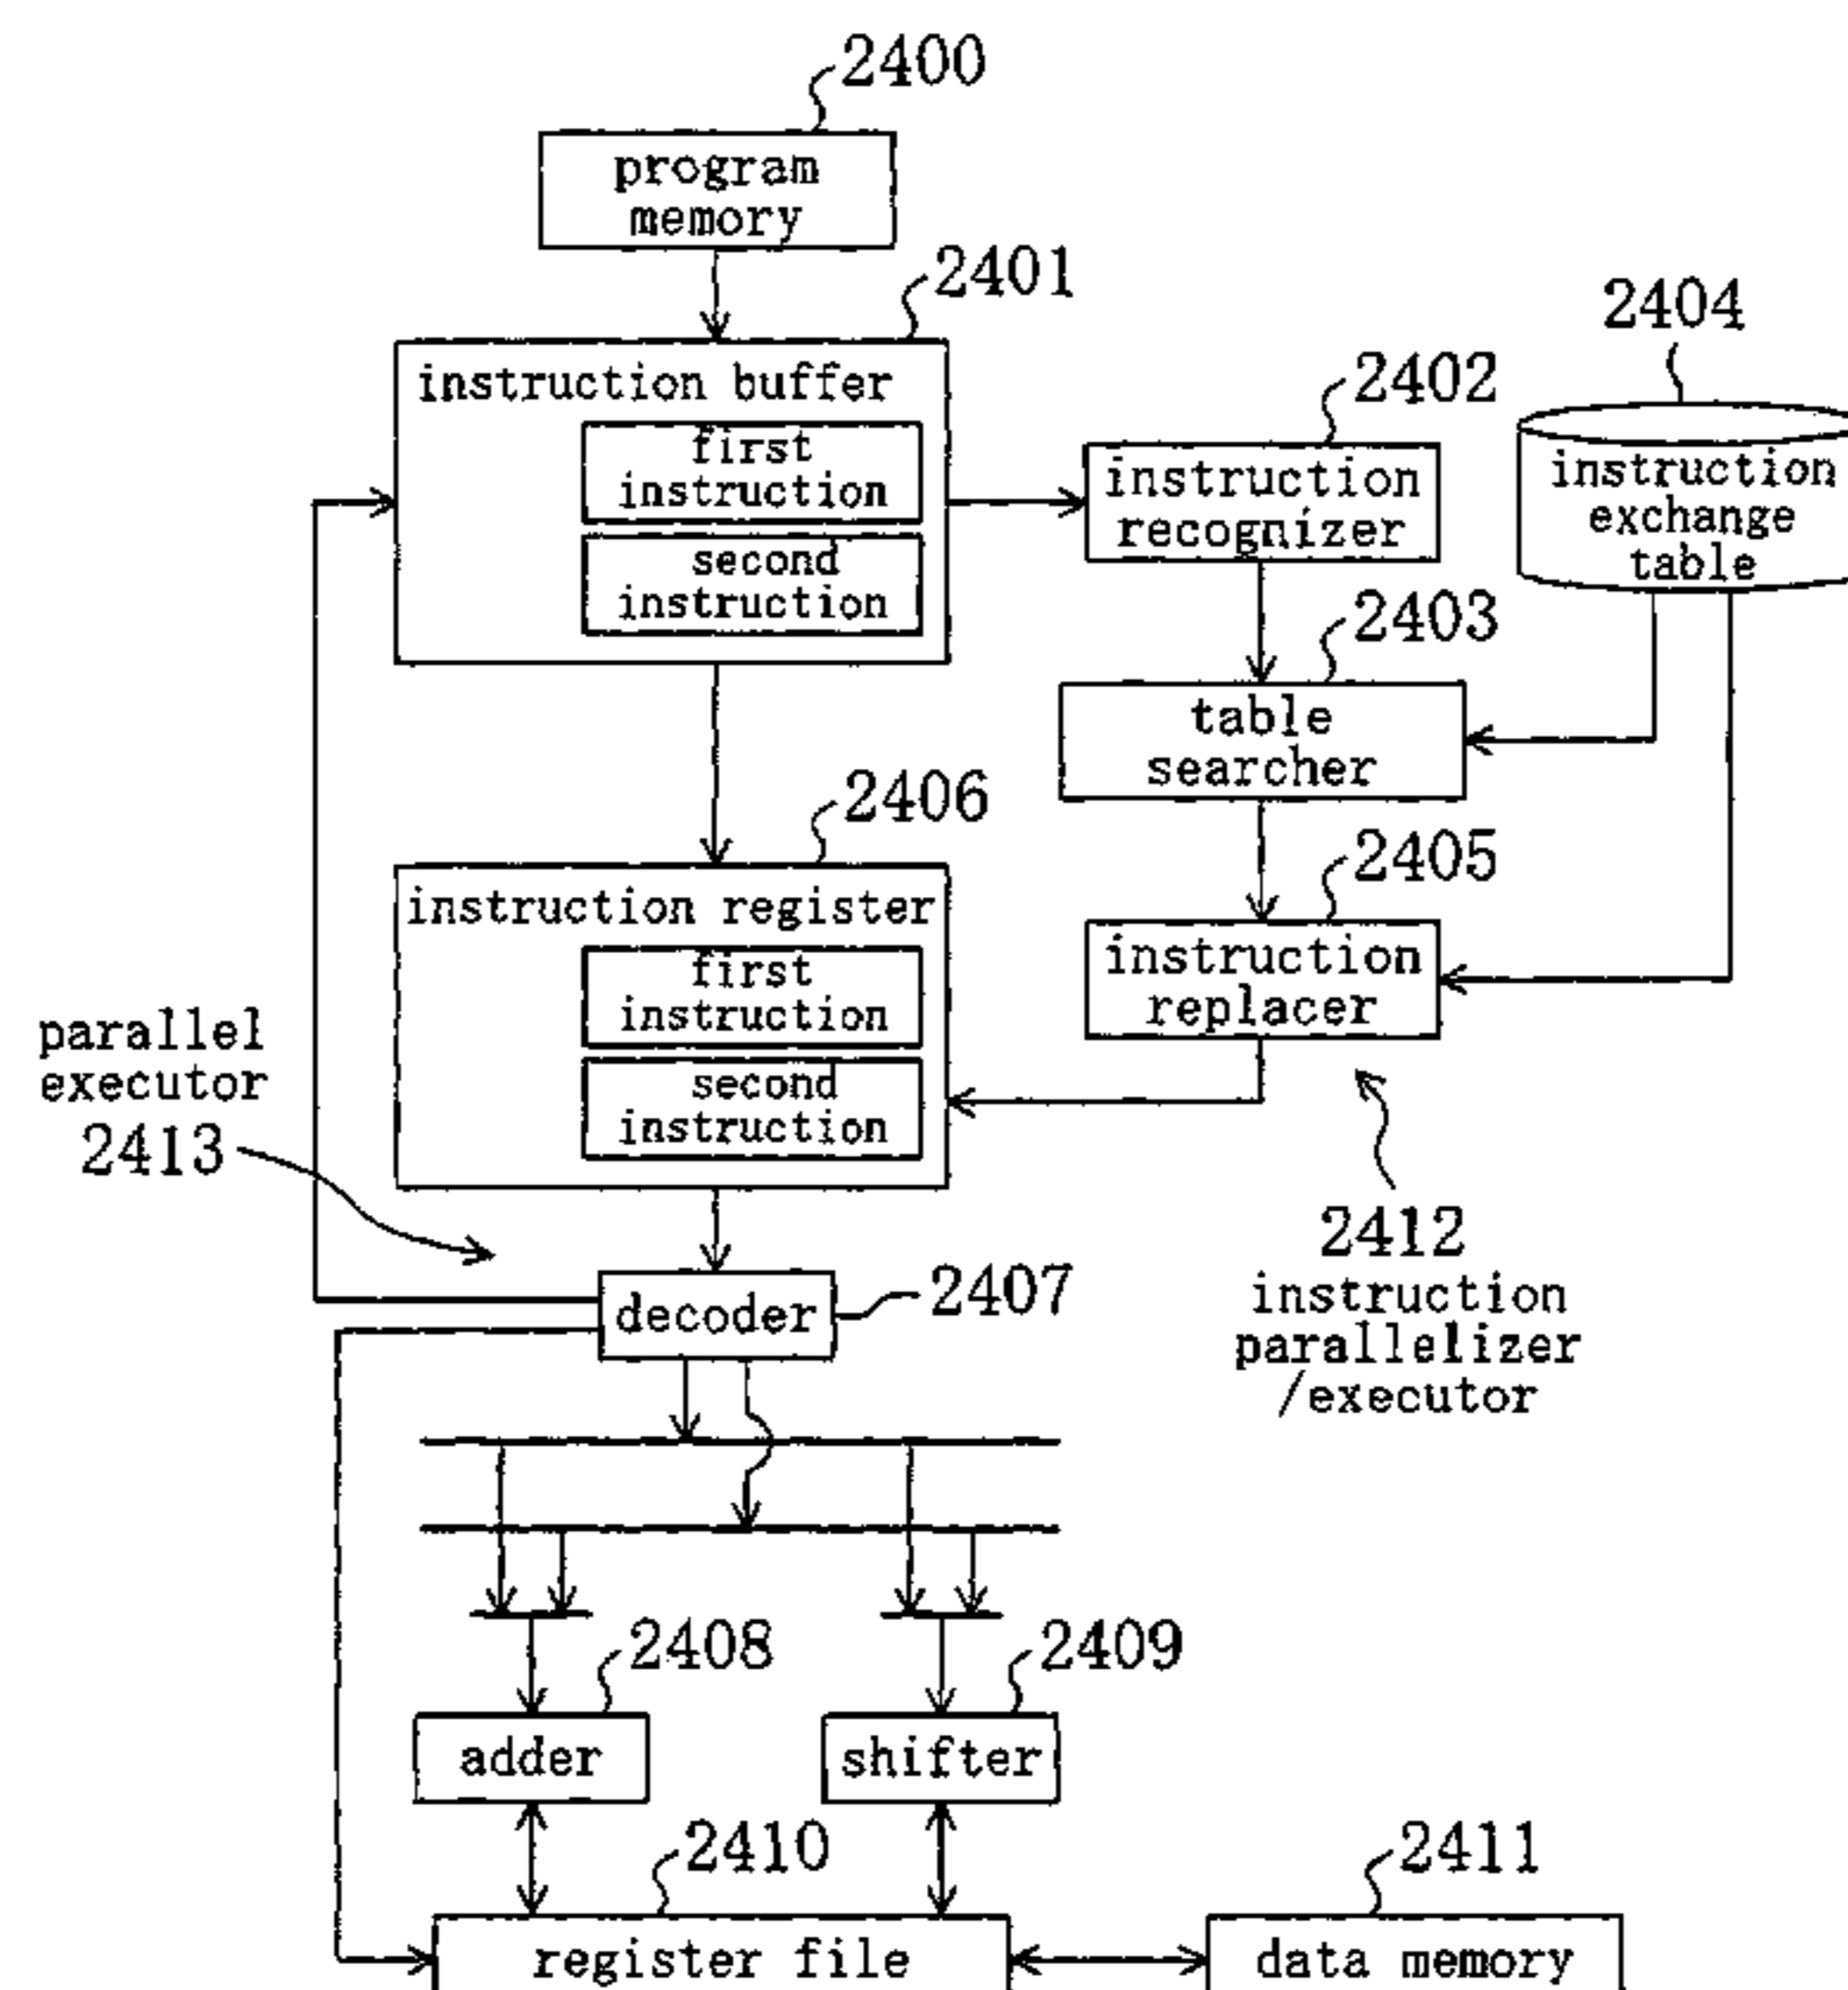 2400
program
memory
2401
instruction buffer
first
instruction
second
instruction
2402
instruction
recognizer
2404
instruction
exchange
table
2403
table
searcher
2406
instruction register
first
instruction
second
instruction
2405
instruction
replacer
parallel
executor
2413
2412
instruction
parallelizer
/executor
decoder
2407
2408
adder
2409
shifter
2410
register file
2411
data memory